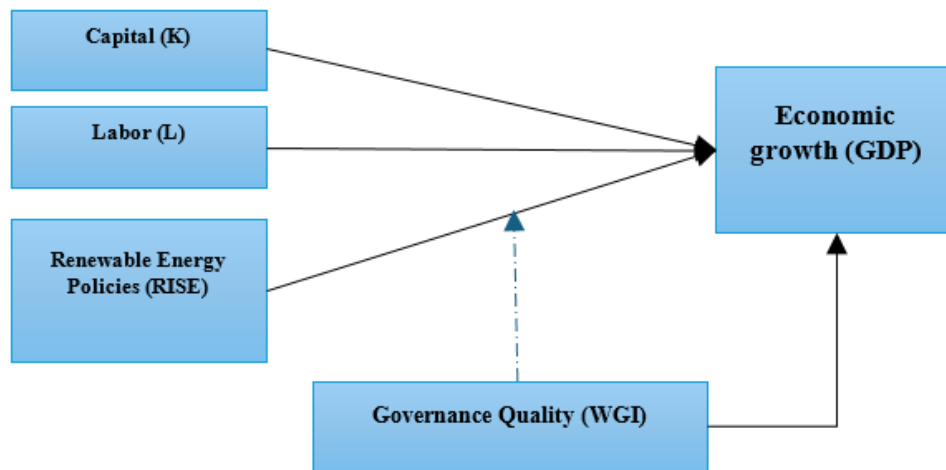 Capital (K)
Labor (L)
Renewable Energy
Policies (RISE)
Economic
growth (GDP)
Governance Quality (WGI)